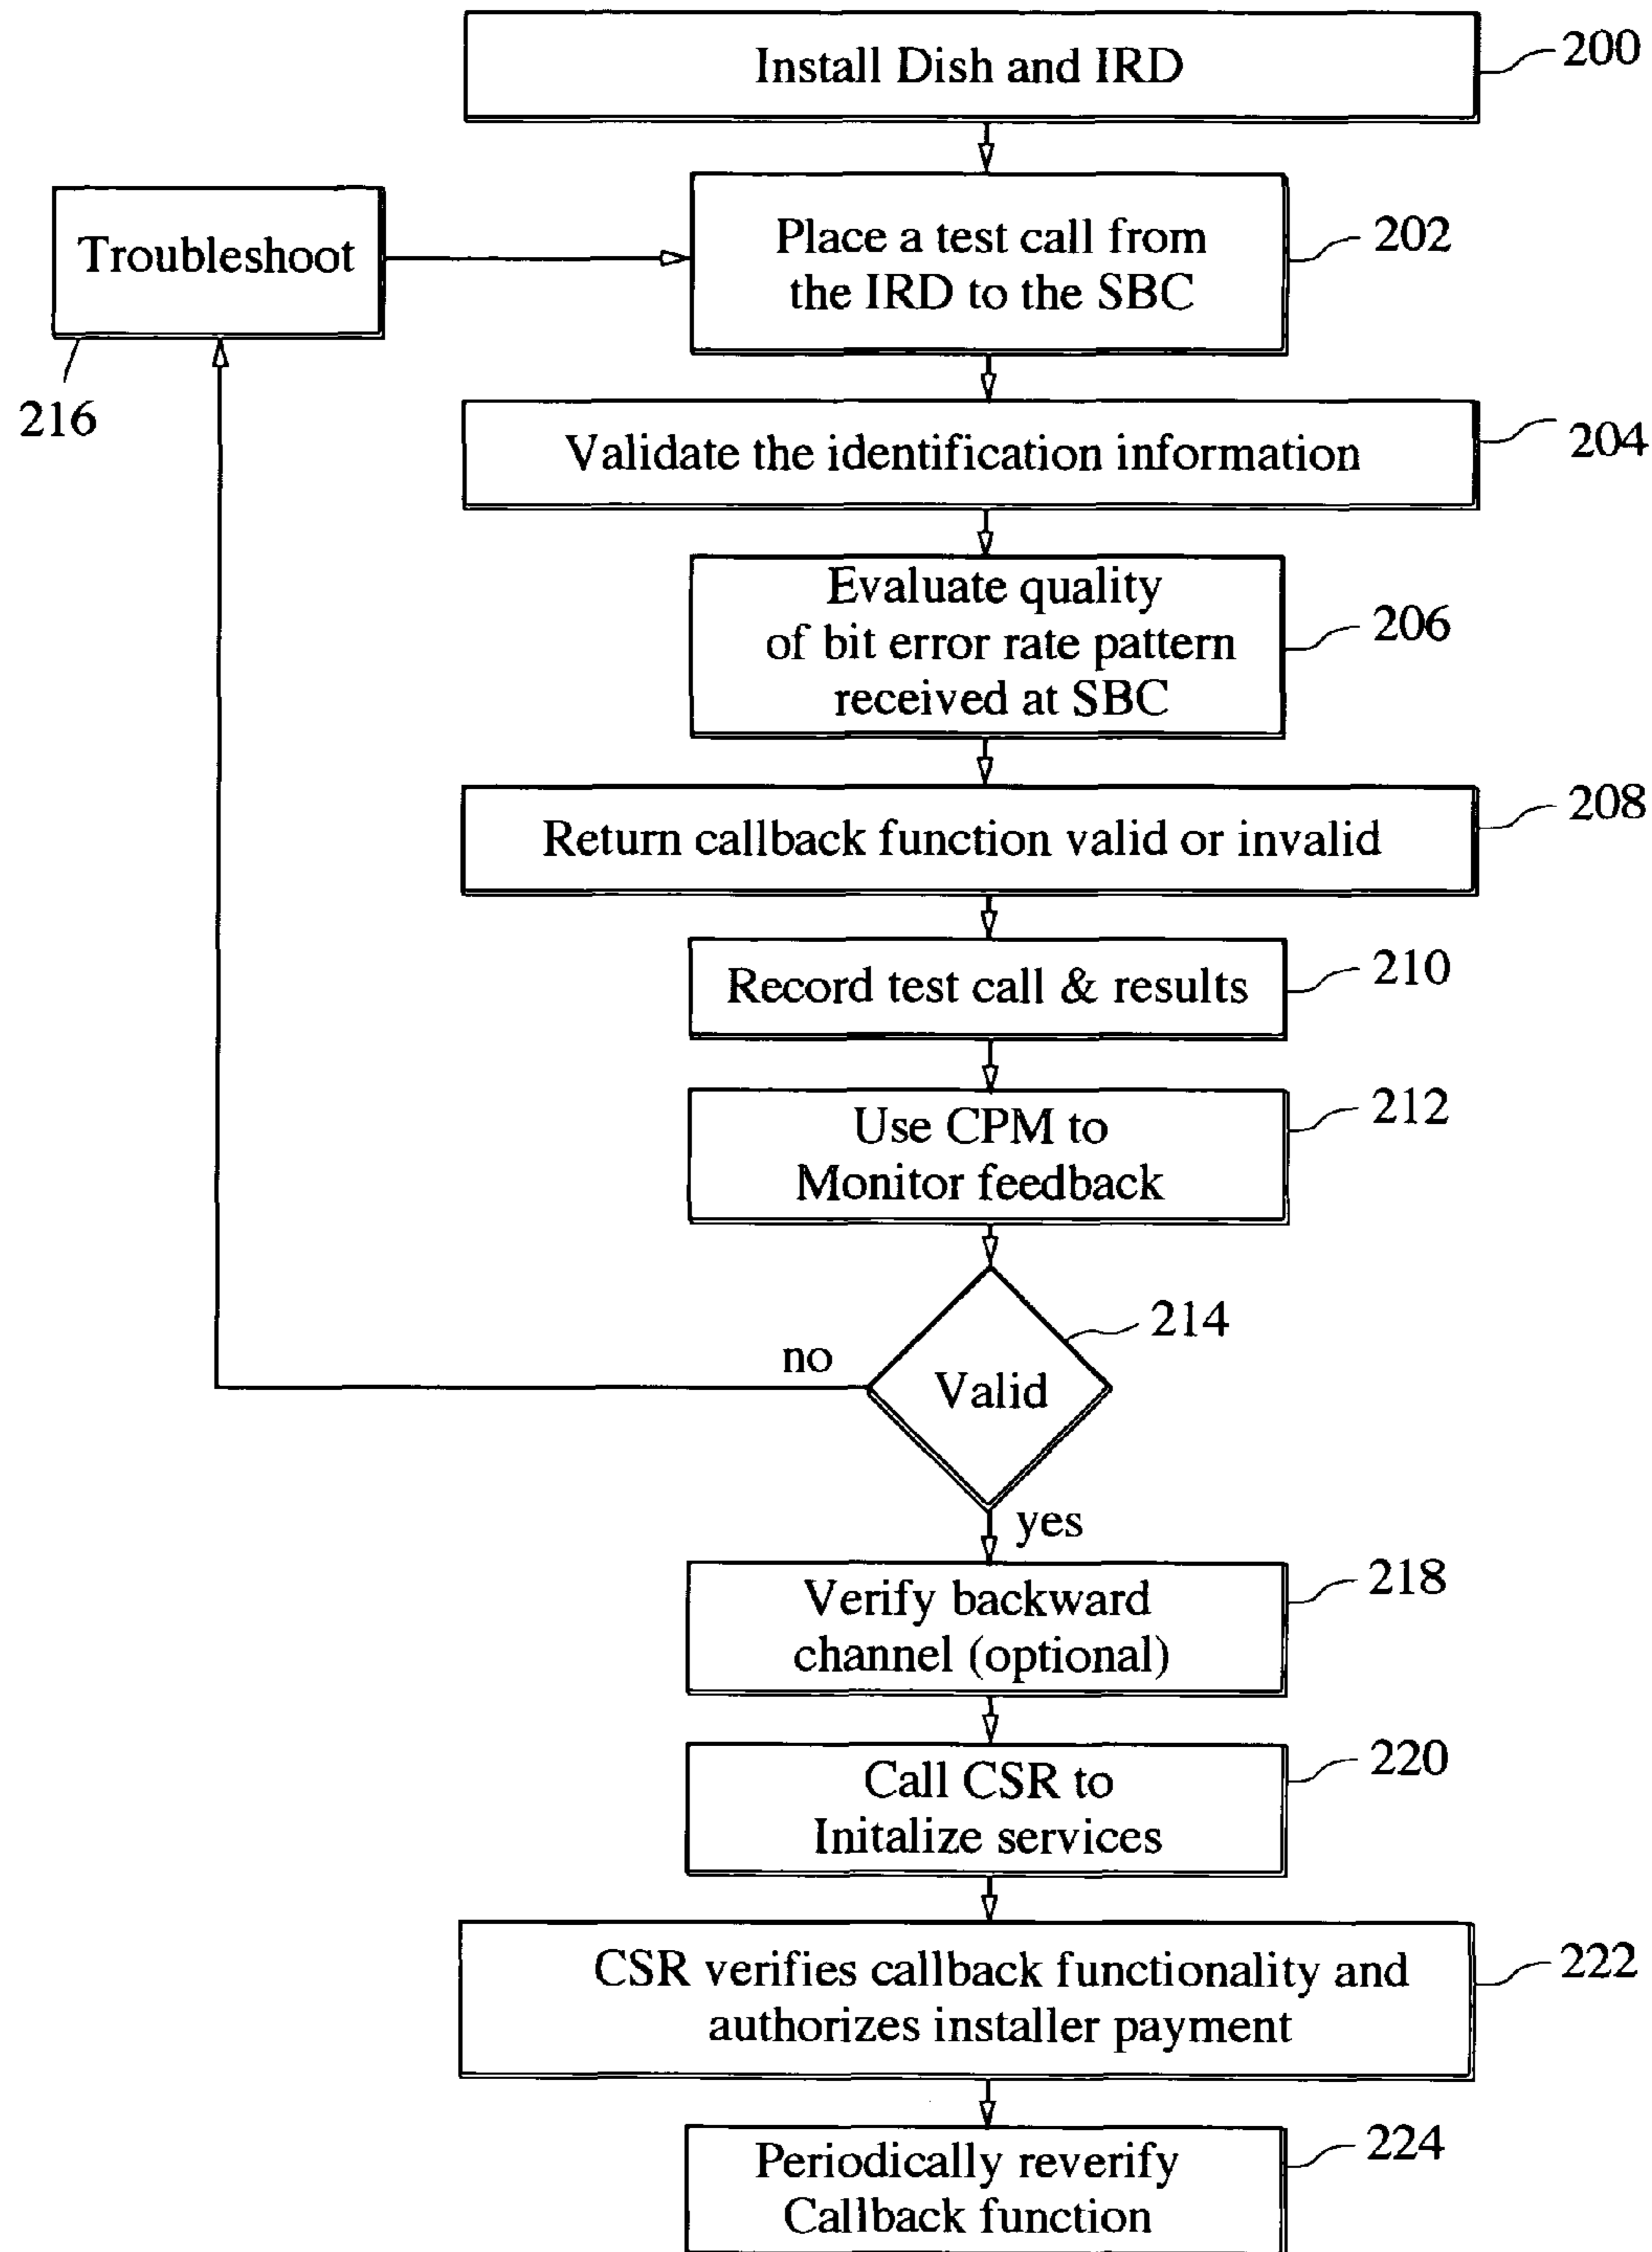 Install Dish and IRD
200
Troubleshoot
216
Place a test call from
the IRD to the SBC
202
Validate the identification information
204
Evaluate quality
of bit error rate pattern
received at SBC
206
Return callback function valid or invalid
208
Record test call & results
210
Use CPM to
Monitor feedback
212
Valid
214
no
yes
Verify backward
channel (optional)
218
Call CSR to
Initalize services
220
CSR verifies callback functionality and
authorizes installer payment
222
Periodically reverify
Callback function
224